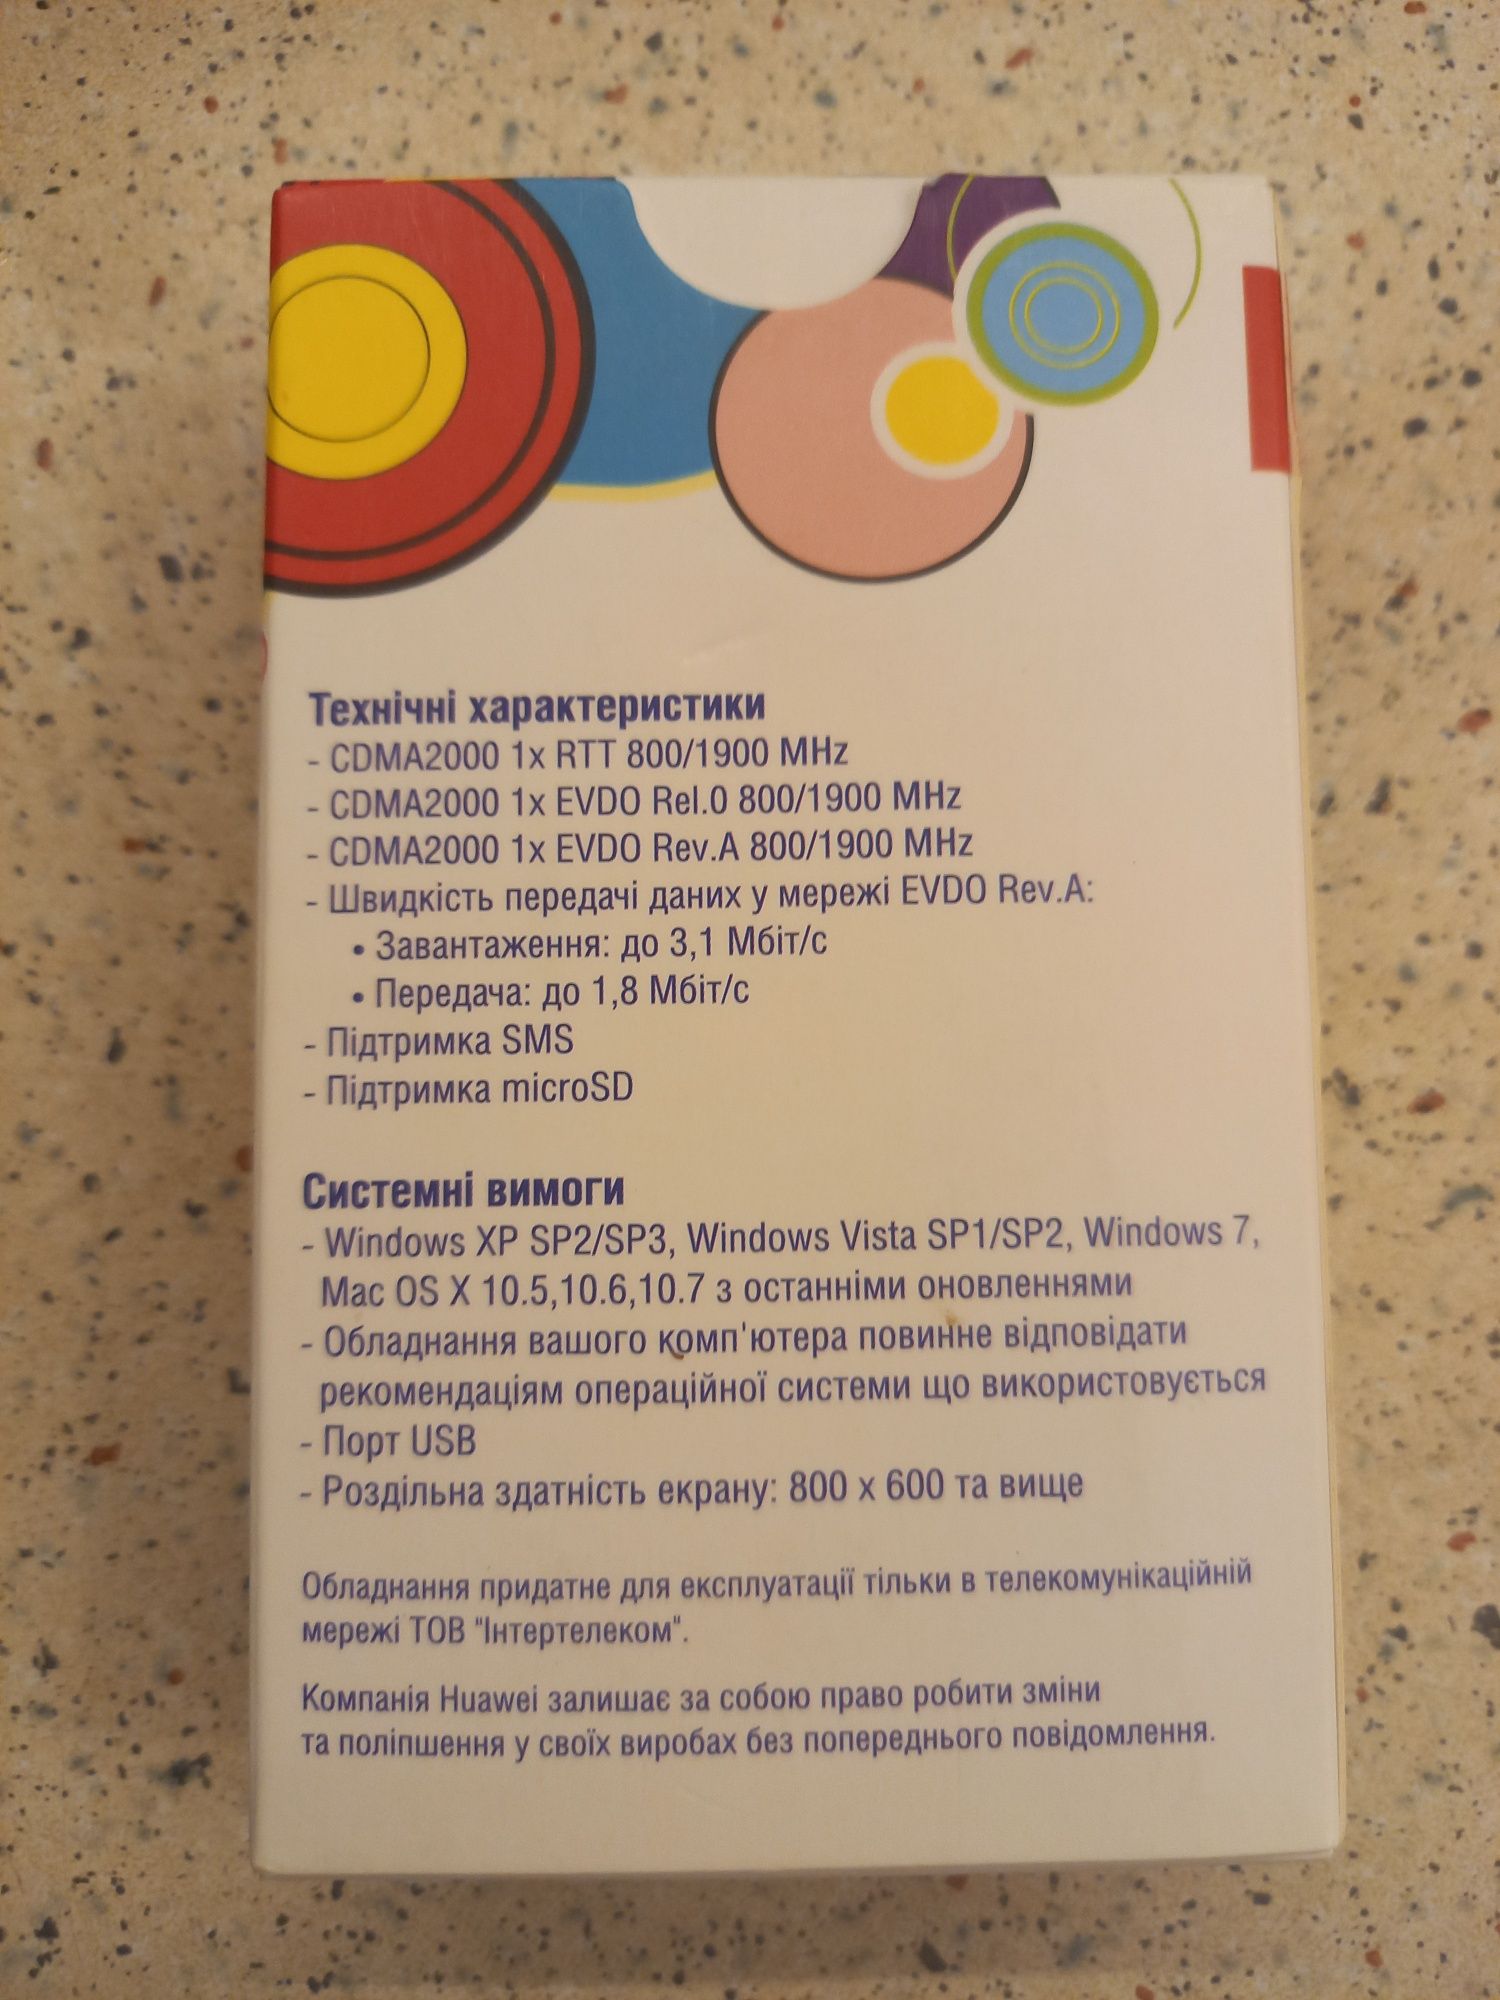 Технічні характеристики
- CDMA2000 1x RTT 800/1900 MHz
- CDMA2000 1x EVDO Rel.0 800/1900 MHz
- CDMA2000 1x EVDO Rev.A 800/1900 MHz
- Швидкість передачі даних у мережі EVDO Rev.A:
• Завантаження: до 3,1 Мбіт/с
• Передача: до 1,8 Мбіт/с
- Підтримка SMS
- Підтримка microSD
Системні вимоги
- Windows XP SP2/SP3, Windows Vista SP1/SP2, Windows 7,
Mac OS X 10.5,10.6,10.7 з останніми оновленнями
- Обладнання вашого комп'ютера повинне відповідати
рекомендаціям операційної системи що використовується
- Порт USB
- Роздільна здатність екрану: 800 x 600 та вище
Обладнання придатне для експлуатації тільки в телекомунікаційній
мережі ТОВ "Інтертелеком".
Компанія Huawei залишає за собою право робити зміни
та поліпшення у своїх виробах без попереднього повідомлення.